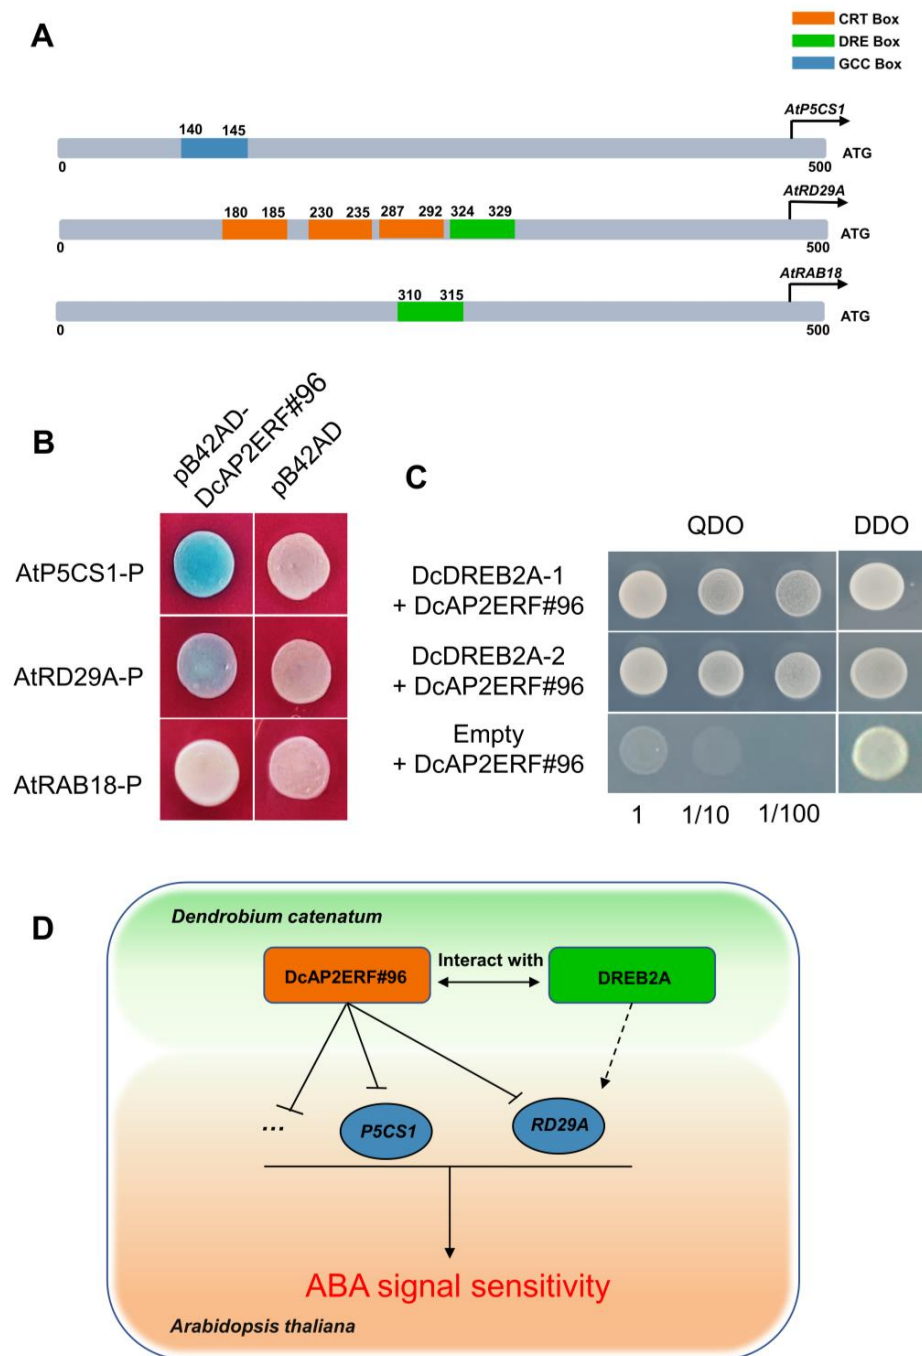 A
CRT Box
DRE Box
GCC Box
AtP5CS1
140 145
0 500 ATG
AtRD29A
180 185 230 235 287 292 324 329
0 500 ATG
AtRAB18
310 315
0 500 ATG
B
pB42AD-
DcAP2ERF#96
pB42AD
AtP5CS1-P
AtRD29A-P
AtRAB18-P
C
QDO DDO
DcDREB2A-1
+ DcAP2ERF#96
DcDREB2A-2
+ DcAP2ERF#96
Empty
+ DcAP2ERF#96
1 1/10 1/100
D
Dendrobium catenatum
DcAP2ERF#96
Interact with
DREB2A
...
P5CS1
RD29A
ABA signal sensitivity
Arabidopsis thaliana